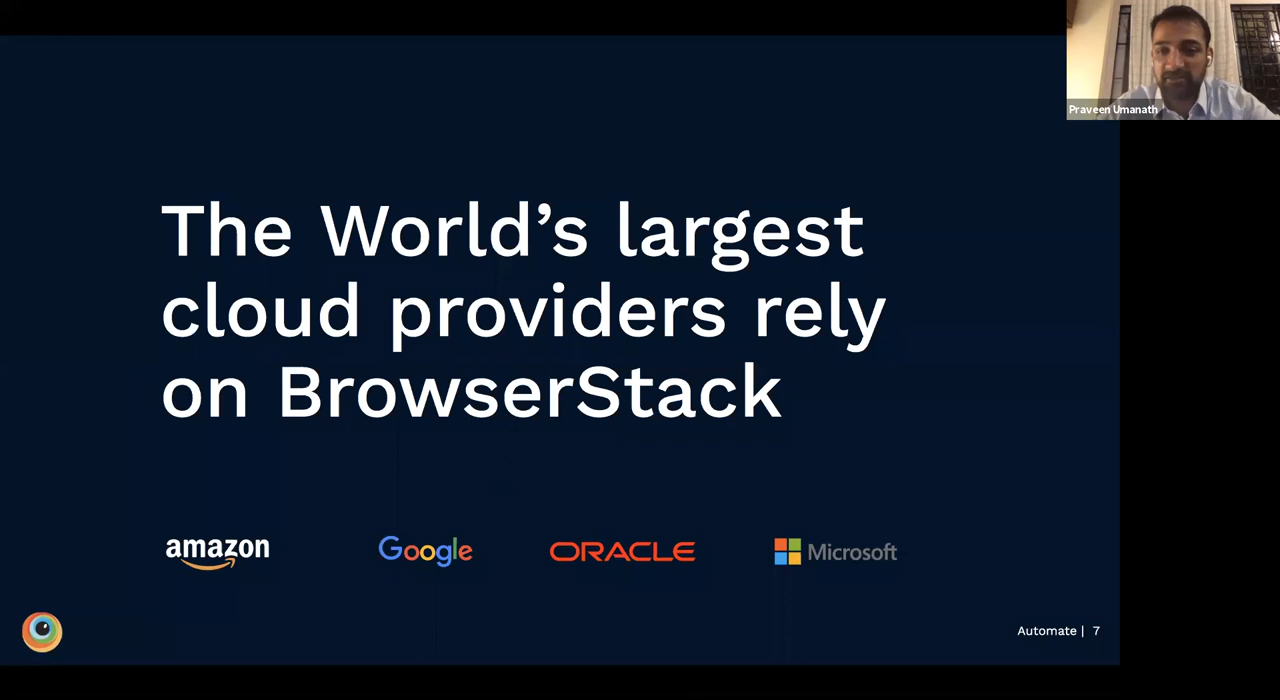 Praveen Umanath
The World’s largest
cloud providers rely
on BrowserStack
amazon
Google
ORACLE
Microsoft
Automate | 7